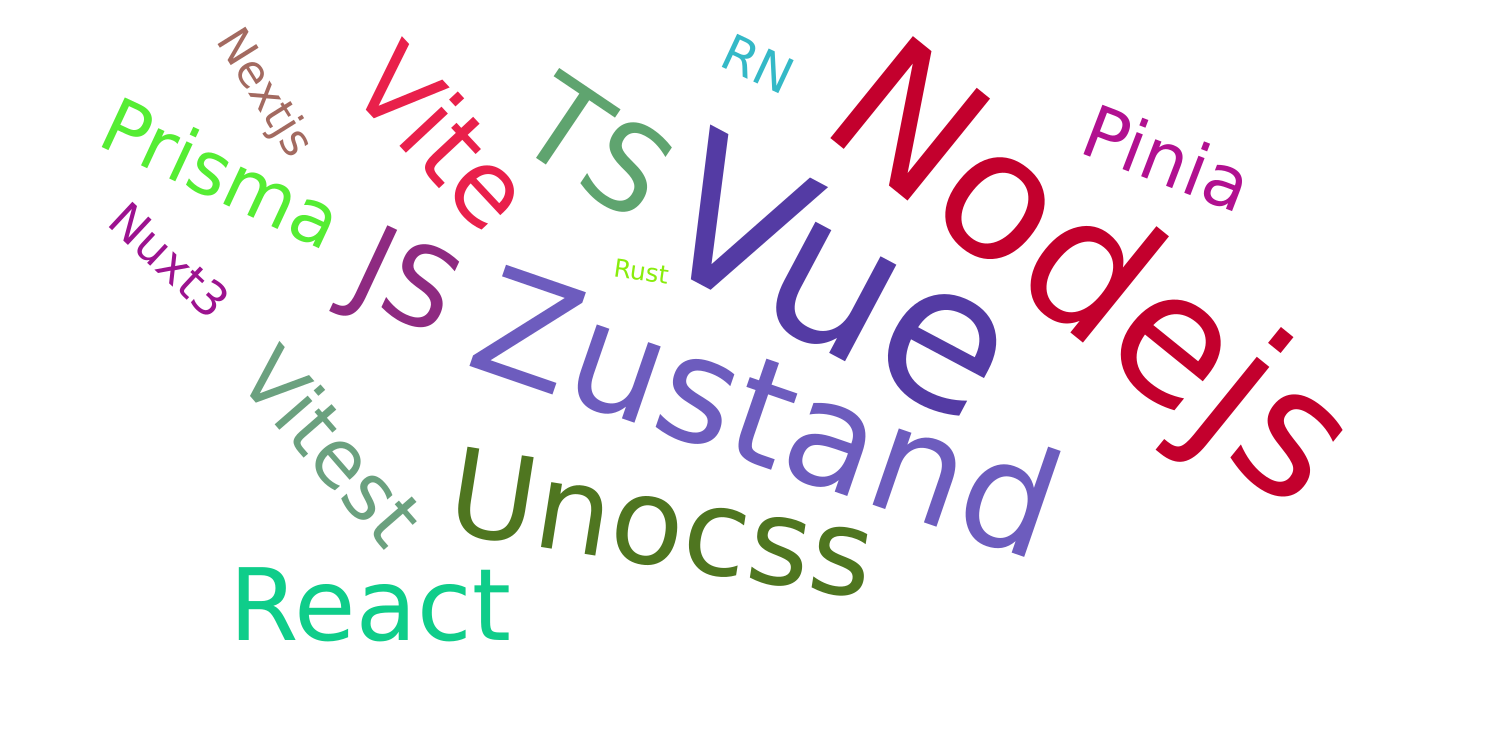 Nextjs
Vite
TS
RN
Nodejs
Prisma
Pinia
Vue
Nuxt3
JS
Rust
Zustand
Vitest
Unocss
React